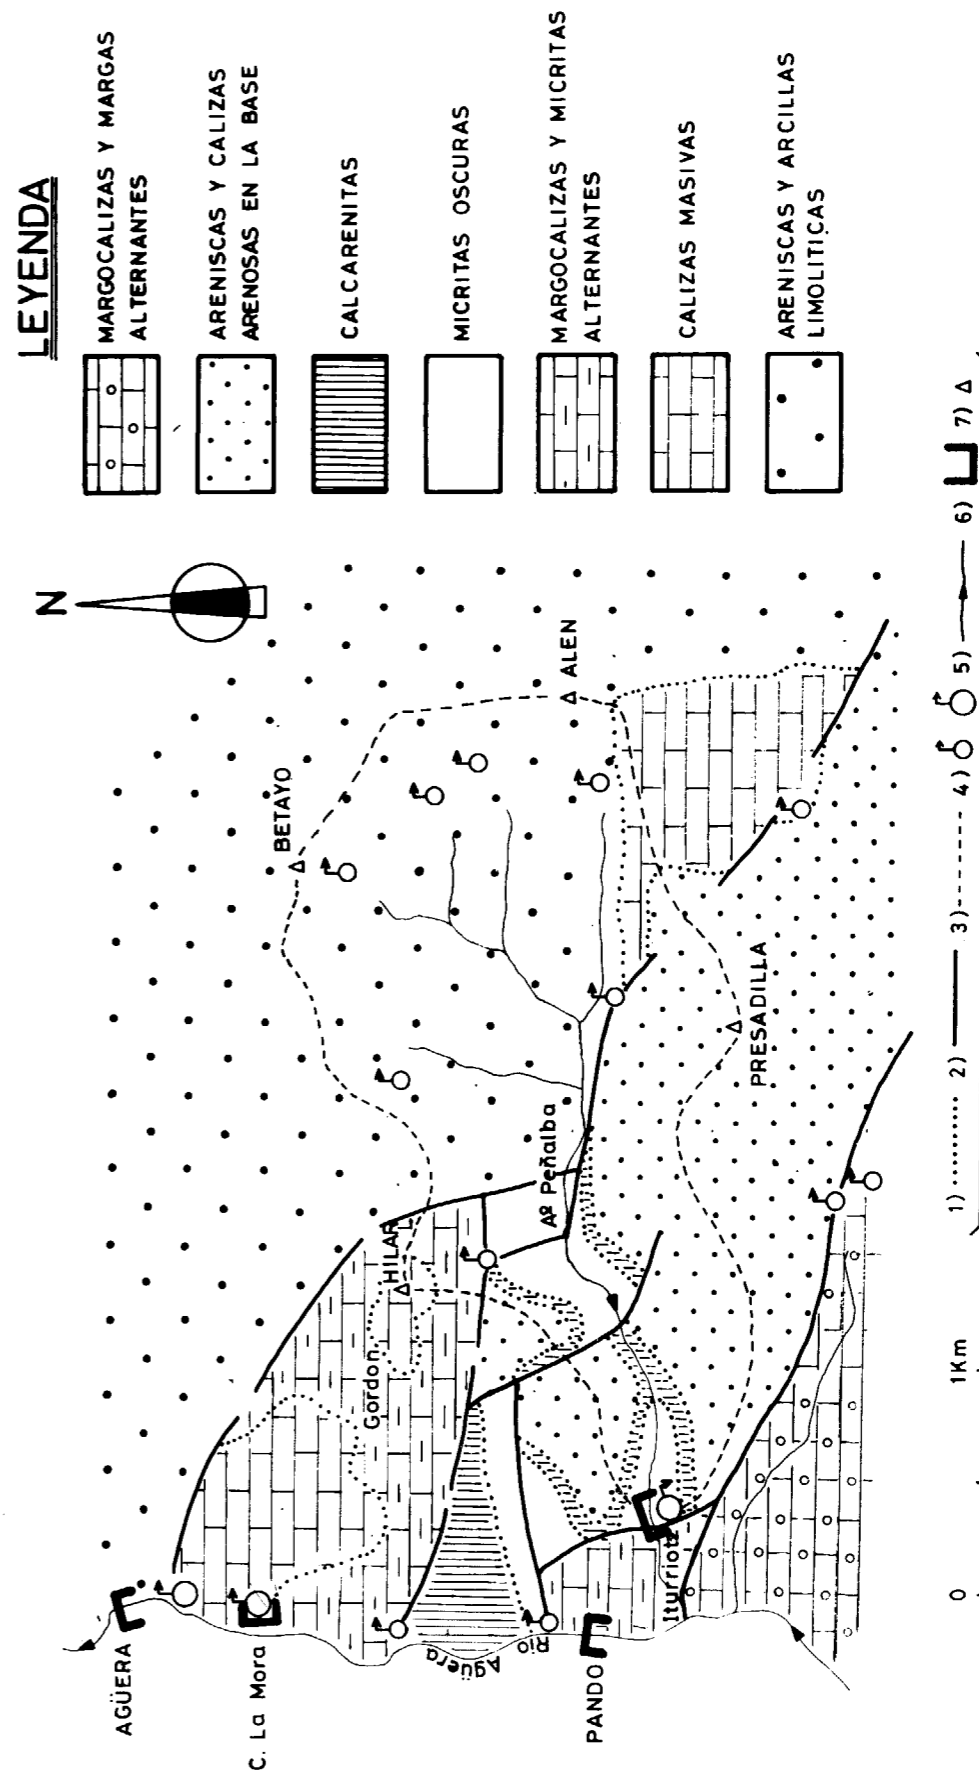 LEYENDA
MARGOCALIZAS Y MARGAS
ALTERNANTES
ARENISCAS Y CALIZAS
ARENOSAS EN LA BASE
CALCARENITAS
MICRITAS OSCURAS
MARGOCALIZAS Y MICRITAS
ALTERNANTES
CALIZAS MASIVAS
ARENISCAS Y ARCILLAS
LIMOLITICAS
N
AGÜERA
C. La Mora
Gordon
HILAR
BETAYO
ALEN
Río
Agüera
PANDO
Iturriotz
Aº Peñalba
PRESADILLA
0 1Km
1) 2) 3) 4) 5) 6) 7)